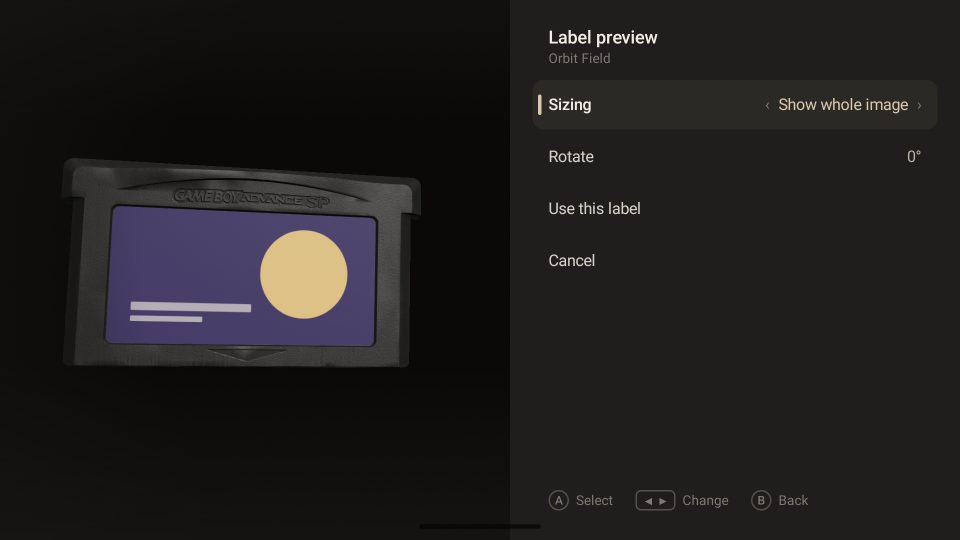 Label preview
Orbit Field
Sizing
‹ Show whole image ›
Rotate
0°
Use this label
Cancel
GAME BOY ADVANCE SP
A Select
◄ ► Change
B Back